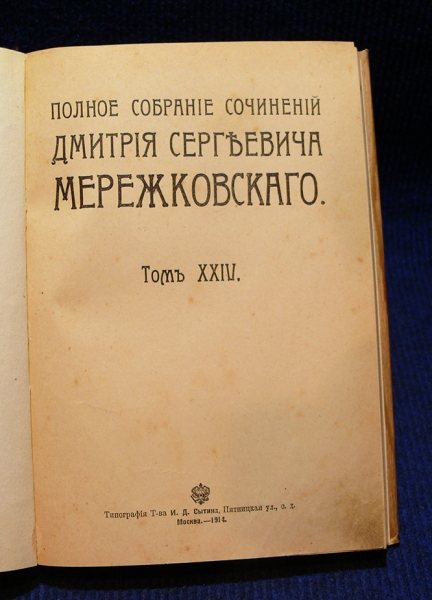 ПОЛНОЕ СОБРАНІЕ СОЧИНЕНІЙ
ДМИТРІЯ СЕРГѢЕВИЧА
МЕРЕЖКОВСКАГО.
Томъ XXIV.
Типографія Т-ва И. Д. Сытина, Пятницкая ул., с. д.
Москва.—1914.